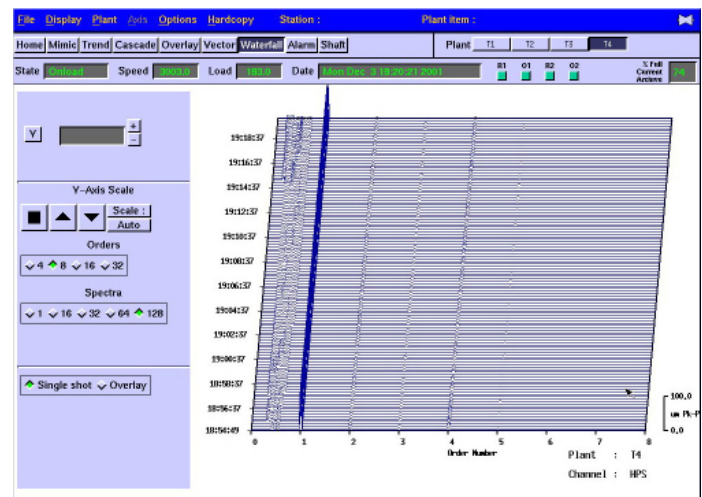 File Display Plant Axis Options Hardcopy Station : Plant item :
Home Mimic Trend Cascade Overlay Vector Waterfall Alarm Shaft Plant T1 T2 T3 T4
State Onload Speed 3003.0 Load 183.0 Date Mon Dec 3 18:20:21 2001 R1 O1 R2 O2 % Full Current Archive 74
Y + -
Y-Axis Scale
Scale :
Auto
Orders
4 8 16 32
Spectra
1 16 32 64 128
Single shot Overlay
19:18:37
19:16:37
19:14:37
19:12:37
19:10:37
19:08:37
19:06:37
19:04:37
19:02:37
19:00:37
18:58:37
18:56:37
18:54:49
100.0
um Pk-P
0.0
0 1 2 3 4 5 6 7 8
Order Number
Plant : T4
Channel : HPS